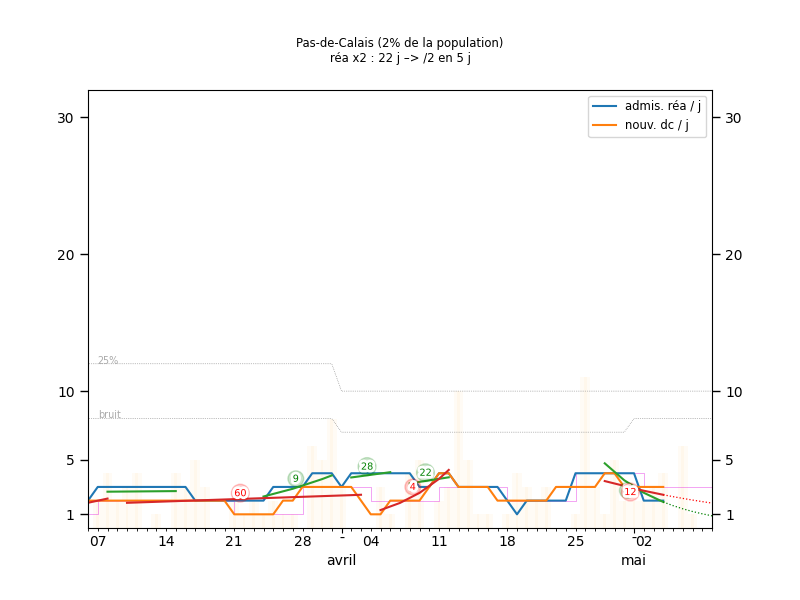 Pas-de-Calais (2% de la population)
réa x2 : 22 j –> /2 en 5 j
admis. réa / j
nouv. dc / j
30 30
20 20
10 10
5 5
1 1
25%
bruit
60
9
28
4
22
12
07 14 21 28 - 04 11 18 25 - 02
avril mai